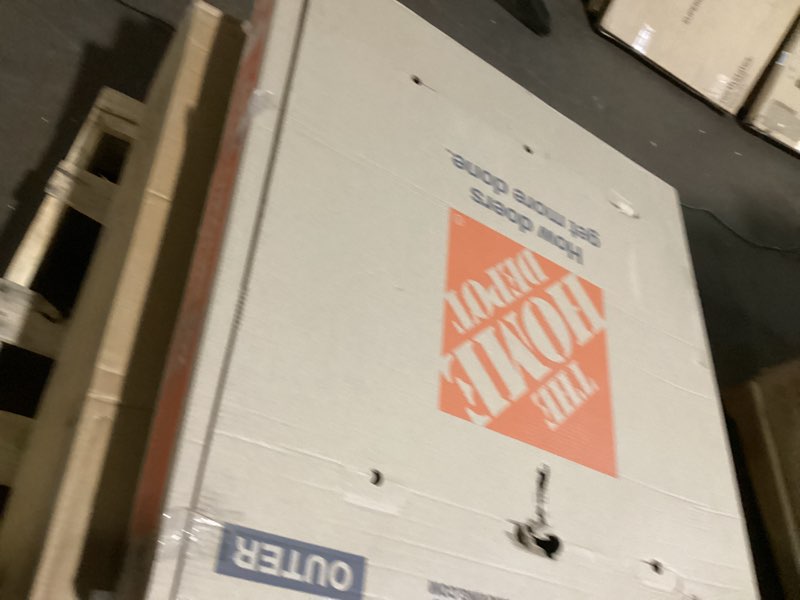 How doers
get more done.
THE
HOME
DEPOT
OUTER